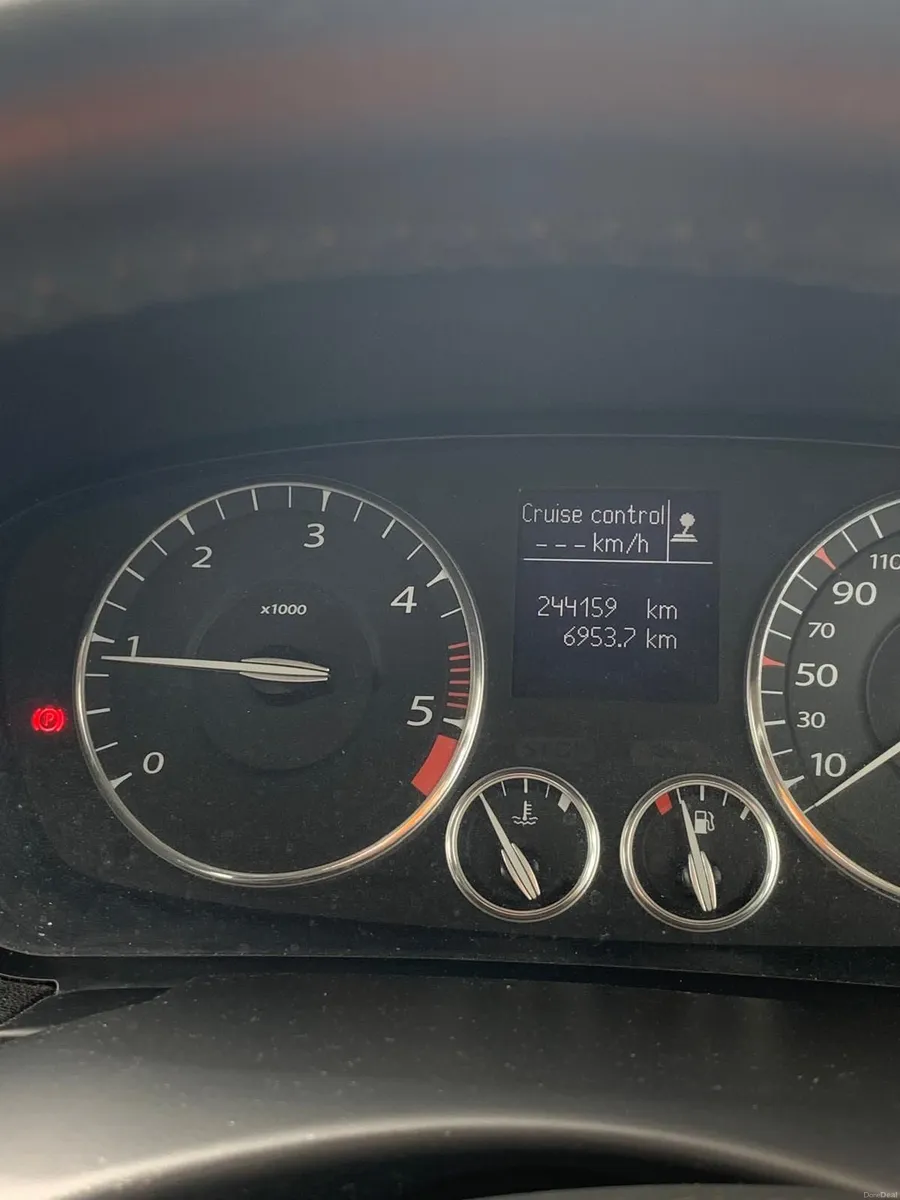 Cruise control
---km/h
244159 km
6953.7 km
x1000
0
1
2
3
4
5
P
10
30
50
70
90
110
DoneDeal